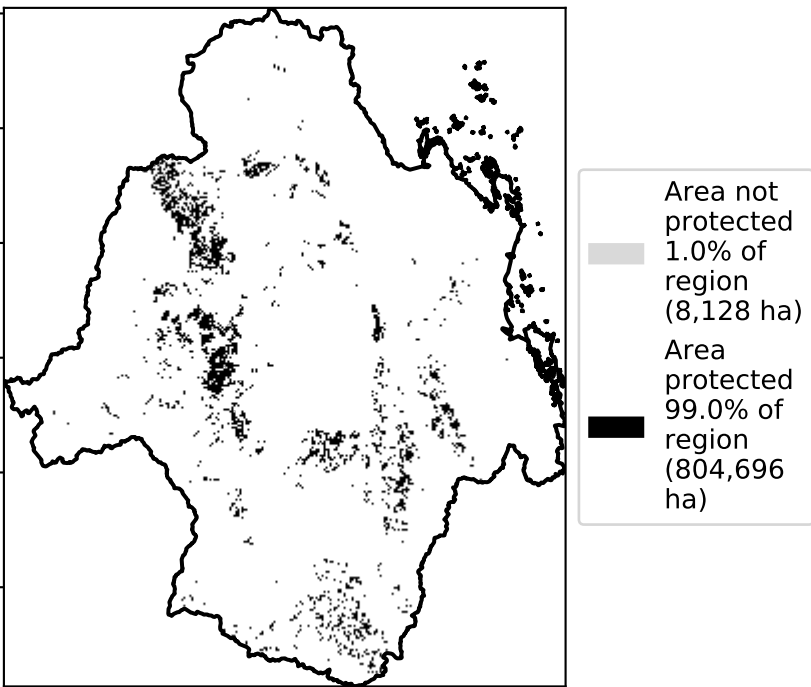 Area not
protected
1.0% of
region
(8,128 ha)
Area
protected
99.0% of
region
(804,696
ha)